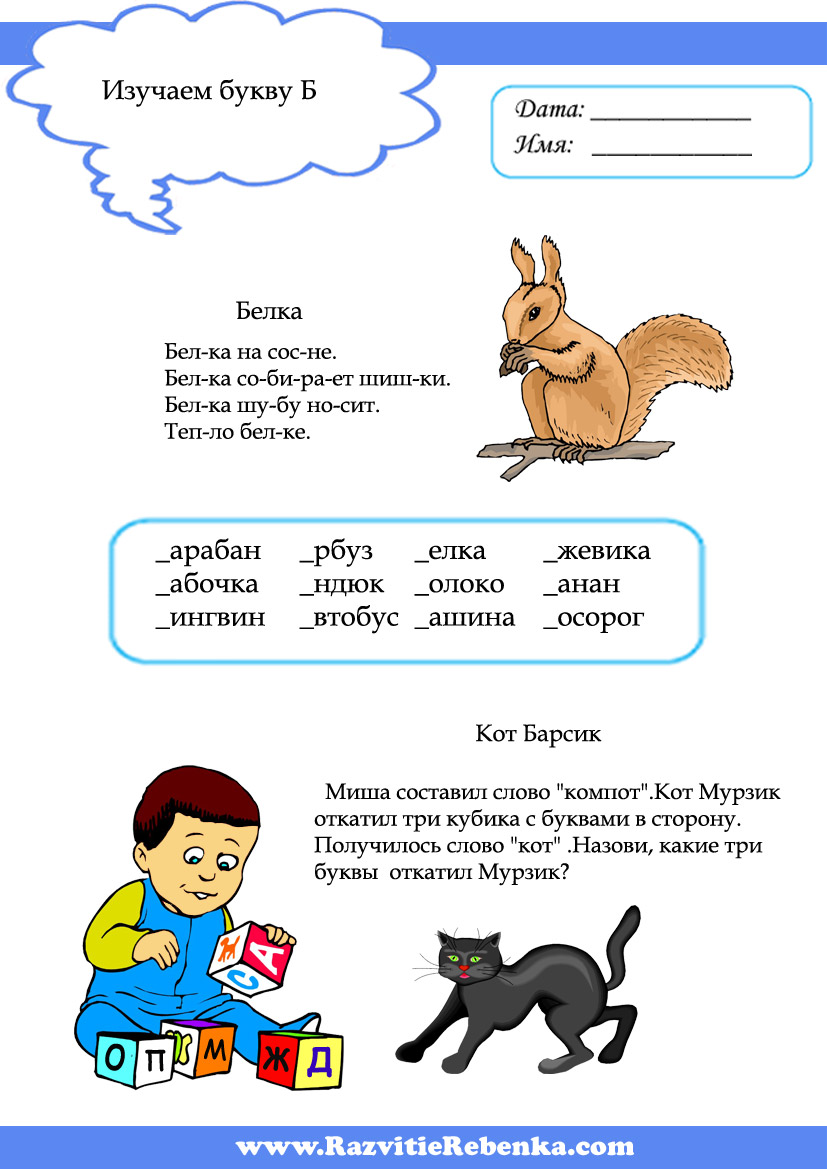 Изучаем букву Б
Дата: ____________
Имя: ____________
Белка
Бел-ка на сос-не.
Бел-ка со-би-ра-ет шиш-ки.
Бел-ка шу-бу но-сит.
Теп-ло бел-ке.
_арабан _рбуз _елка _жевика
_абочка _ндюк _олоко _анан
_ингвин _втобус _ашина _осорог
Кот Барсик
Миша составил слово "компот".Кот Мурзик
откатил три кубика с буквами в сторону.
Получилось слово "кот" .Назови, какие три
буквы откатил Мурзик?
А
С
О П М Ж Д
www.RazvitieRebenka.com